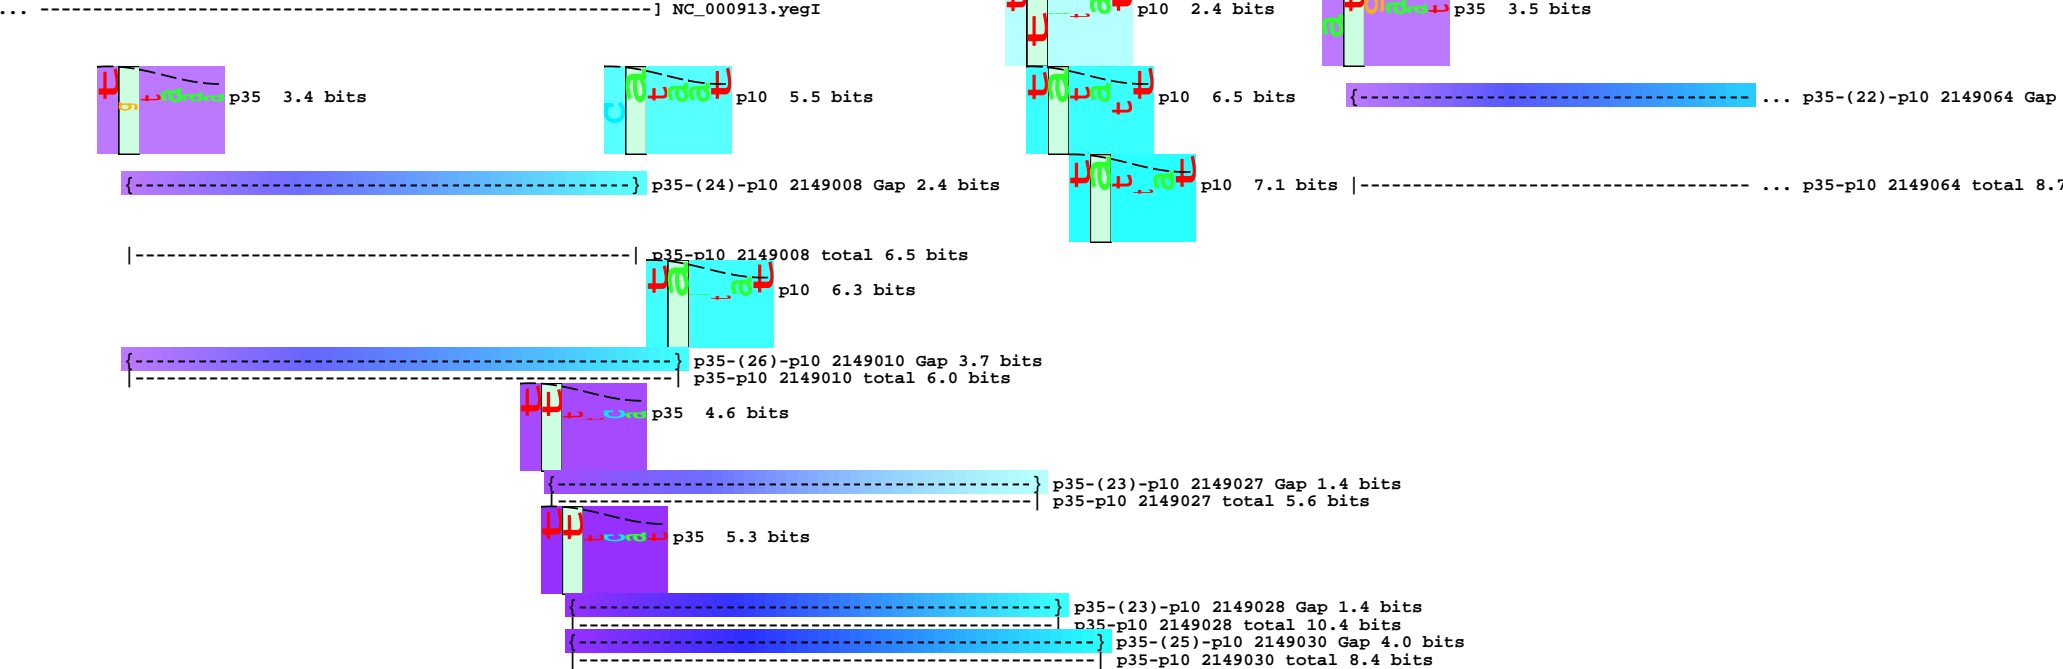 ... ----------------------------------------------------------] NC_000913.yegI
p10 2.4 bits
p35 3.5 bits
p35 3.4 bits
p10 5.5 bits
p10 6.5 bits
{------------------------------------- ... p35-(22)-p10 2149064 Gap
{-----------------------------------------------} p35-(24)-p10 2149008 Gap 2.4 bits
p10 7.1 bits
|------------------------------------- ... p35-p10 2149064 total 8.7
|-----------------------------------------------| p35-p10 2149008 total 6.5 bits
p10 6.3 bits
{---------------------------------------------------} p35-(26)-p10 2149010 Gap 3.7 bits
|---------------------------------------------------| p35-p10 2149010 total 6.0 bits
p35 4.6 bits
{---------------------------------------------} p35-(23)-p10 2149027 Gap 1.4 bits
|---------------------------------------------| p35-p10 2149027 total 5.6 bits
p35 5.3 bits
{---------------------------------------------} p35-(23)-p10 2149028 Gap 1.4 bits
|---------------------------------------------| p35-p10 2149028 total 10.4 bits
{-------------------------------------------------} p35-(25)-p10 2149030 Gap 4.0 bits
|-------------------------------------------------| p35-p10 2149030 total 8.4 bits